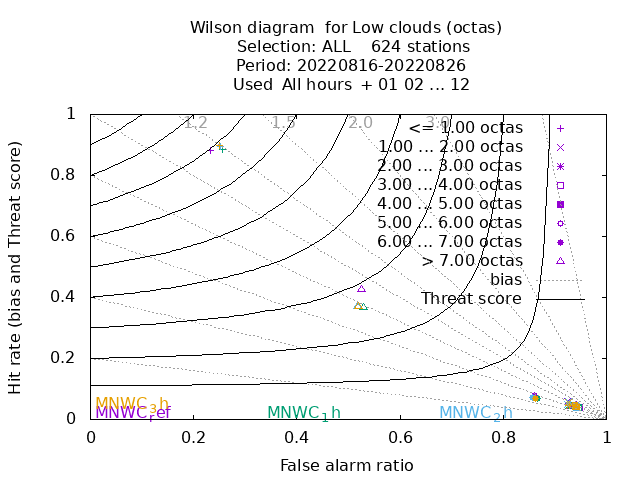 Wilson diagram  for Low clouds (octas)
Selection: ALL    624 stations
Period: 20220816-20220826
Used  All hours  + 01 02 ... 12
Hit rate (bias and Threat score)
1
0.8
0.6
0.4
0.2
0
1.2
1.5
2.0
3.0
<= 1.00 octas
1.00 ... 2.00 octas
2.00 ... 3.00 octas
3.00 ... 4.00 octas
4.00 ... 5.00 octas
5.00 ... 6.00 octas
6.00 ... 7.00 octas
> 7.00 octas
bias
Threat score
MNWC_3h
MNWC_ref
MNWC_1h
MNWC_2h
0
0.2
0.4
0.6
0.8
1
False alarm ratio